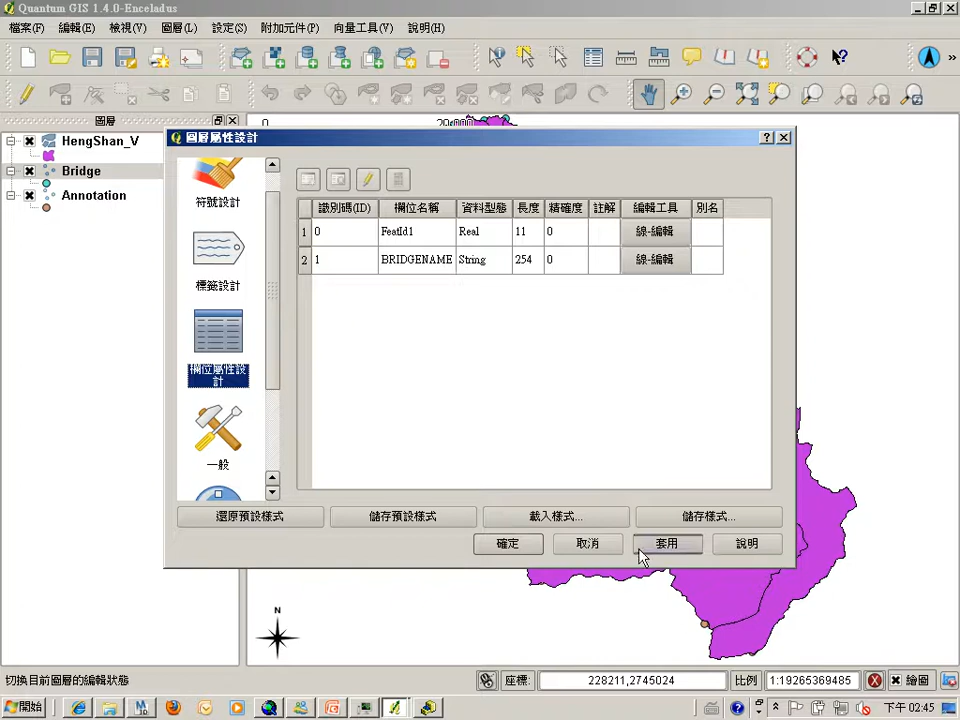 Quantum GIS 1.4.0-Enceladus
檔案(F) 編輯(E) 檢視(V) 圖層(L) 設定(S) 附加元件(P) 向量工具(V) 說明(H)
圖層
HengShan_V
Bridge
Annotation
0
20,000
圖層屬性設計
符號設計
標籤設計
欄位屬性設計
一般
識別碼(ID) 欄位名稱 資料型態 長度 精確度 註解 編輯工具 別名
1 0 FeatId1 Real 11 0 線-編輯
2 1 BRIDGENAME String 254 0 線-編輯
還原預設樣式 儲存預設樣式 載入樣式... 儲存樣式...
確定 取消 套用 說明
N
切換目前圖層的編輯狀態 座標: 228211,2745024 比例 1:19265369485 繪圖
開始 下午 02:45